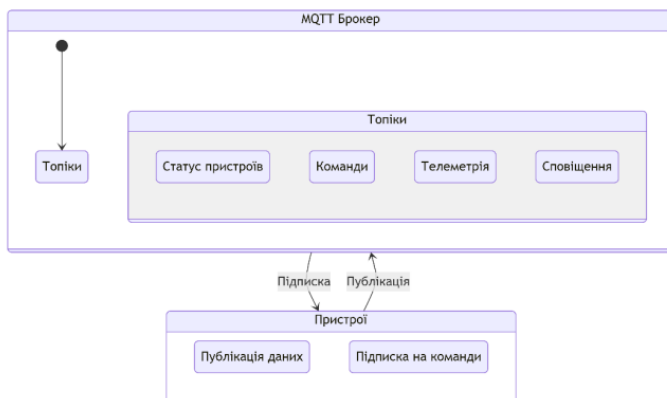 MQTT Брокер
Топіки
Топіки
Статус пристроїв
Команди
Телеметрія
Сповіщення
Підписка
Публікація
Пристрої
Публікація даних
Підписка на команди